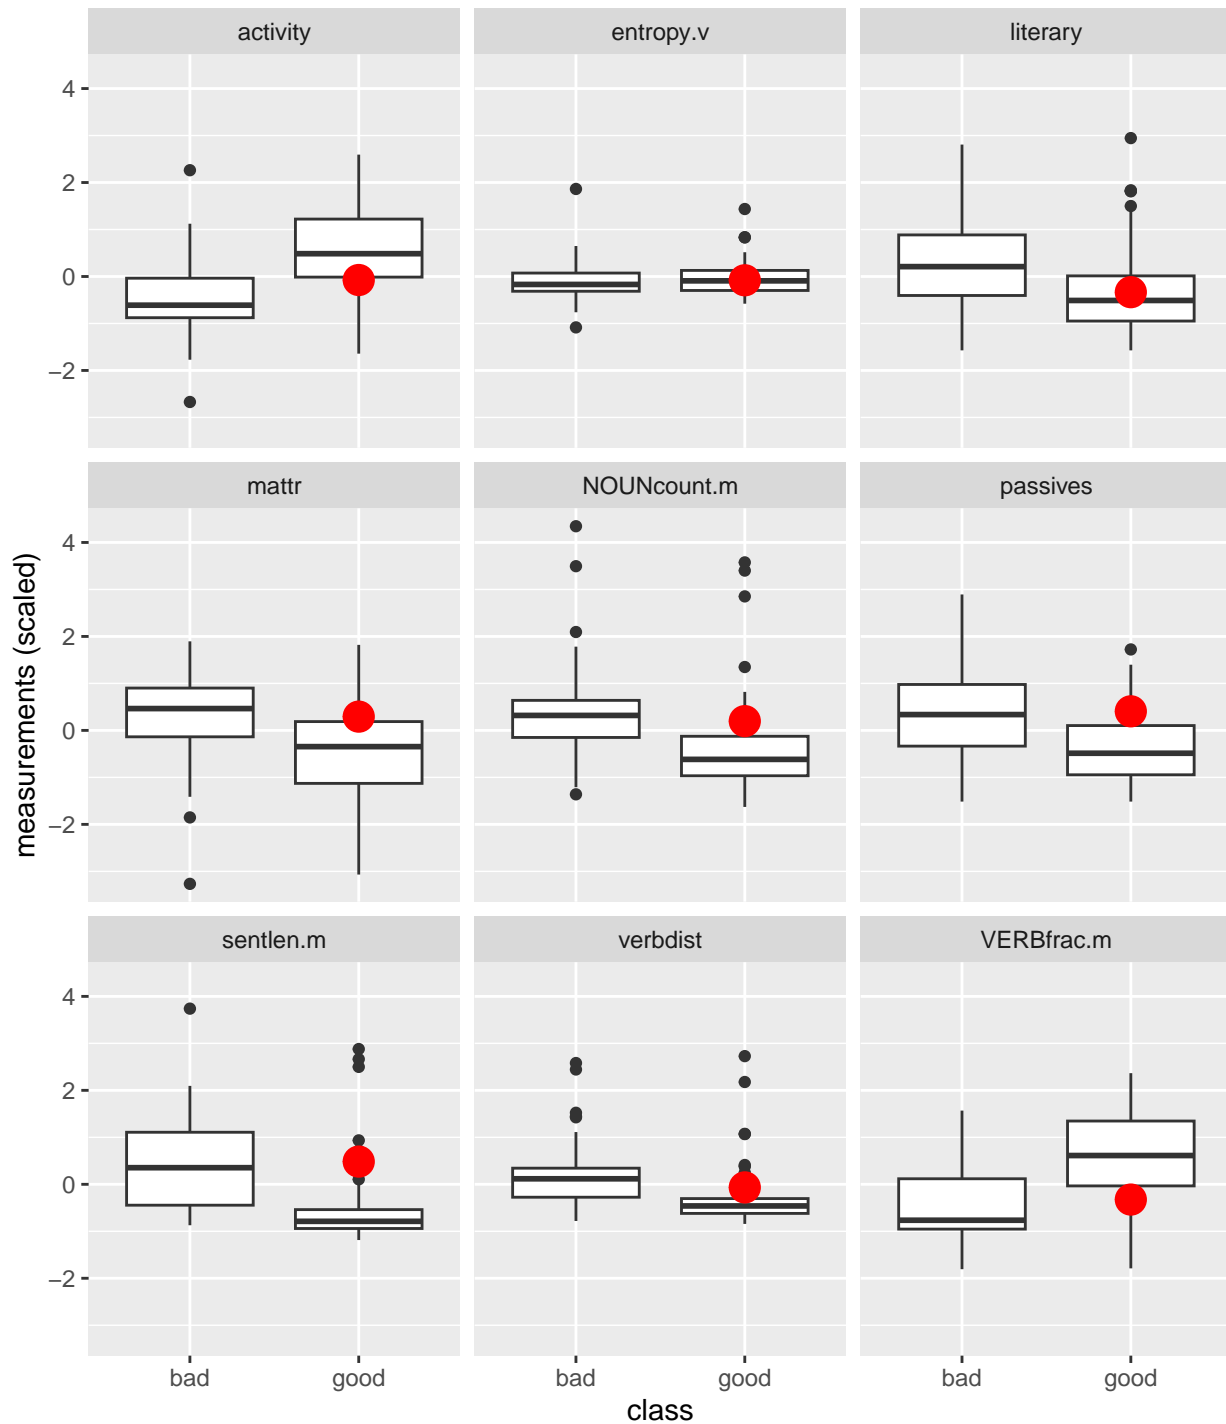 activity entropy.v literary
4
2
0
−2
mattr NOUNcount.m passives
4
2
0
−2
measurements (scaled)
sentlen.m verbdist VERBfrac.m
4
2
0
−2
bad good bad good bad good
class